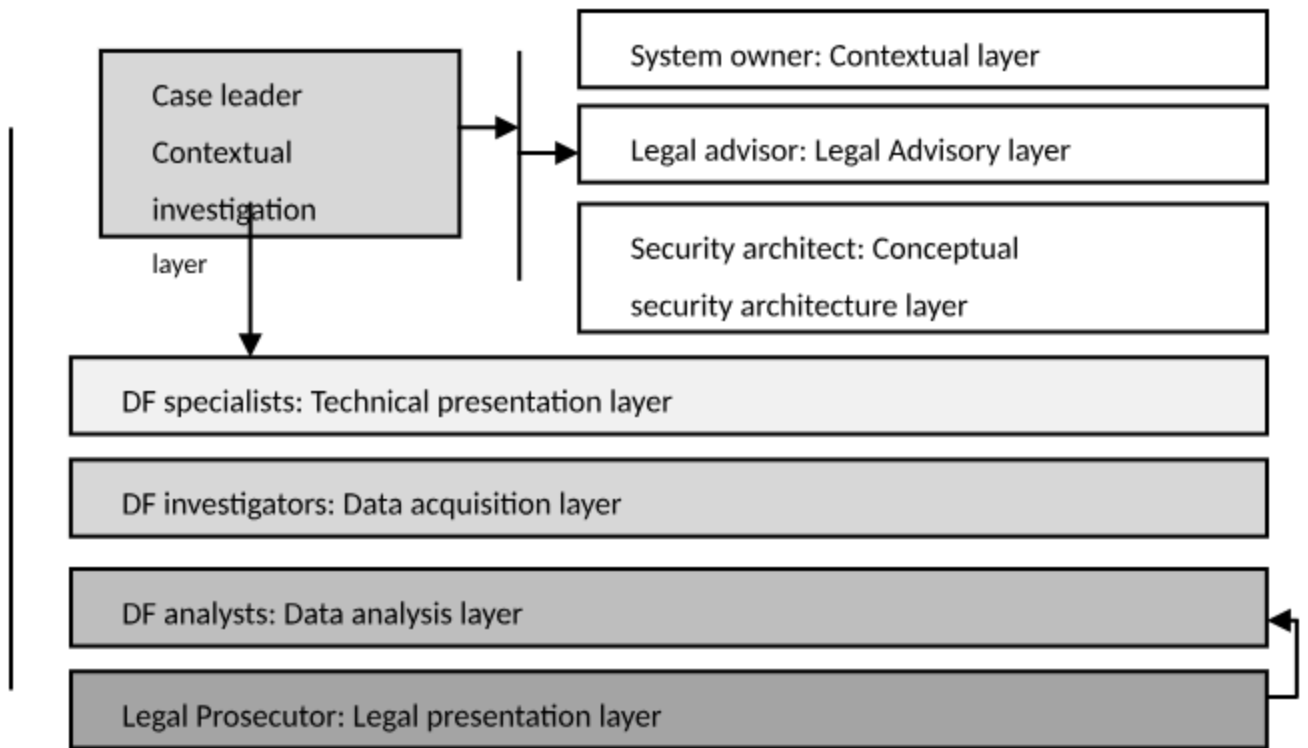 System owner: Contextual layer
Case leader
Contextual
investigation
layer
Legal advisor: Legal Advisory layer
Security architect: Conceptual
security architecture layer
DF specialists: Technical presentation layer
DF investigators: Data acquisition layer
DF analysts: Data analysis layer
Legal Prosecutor: Legal presentation layer